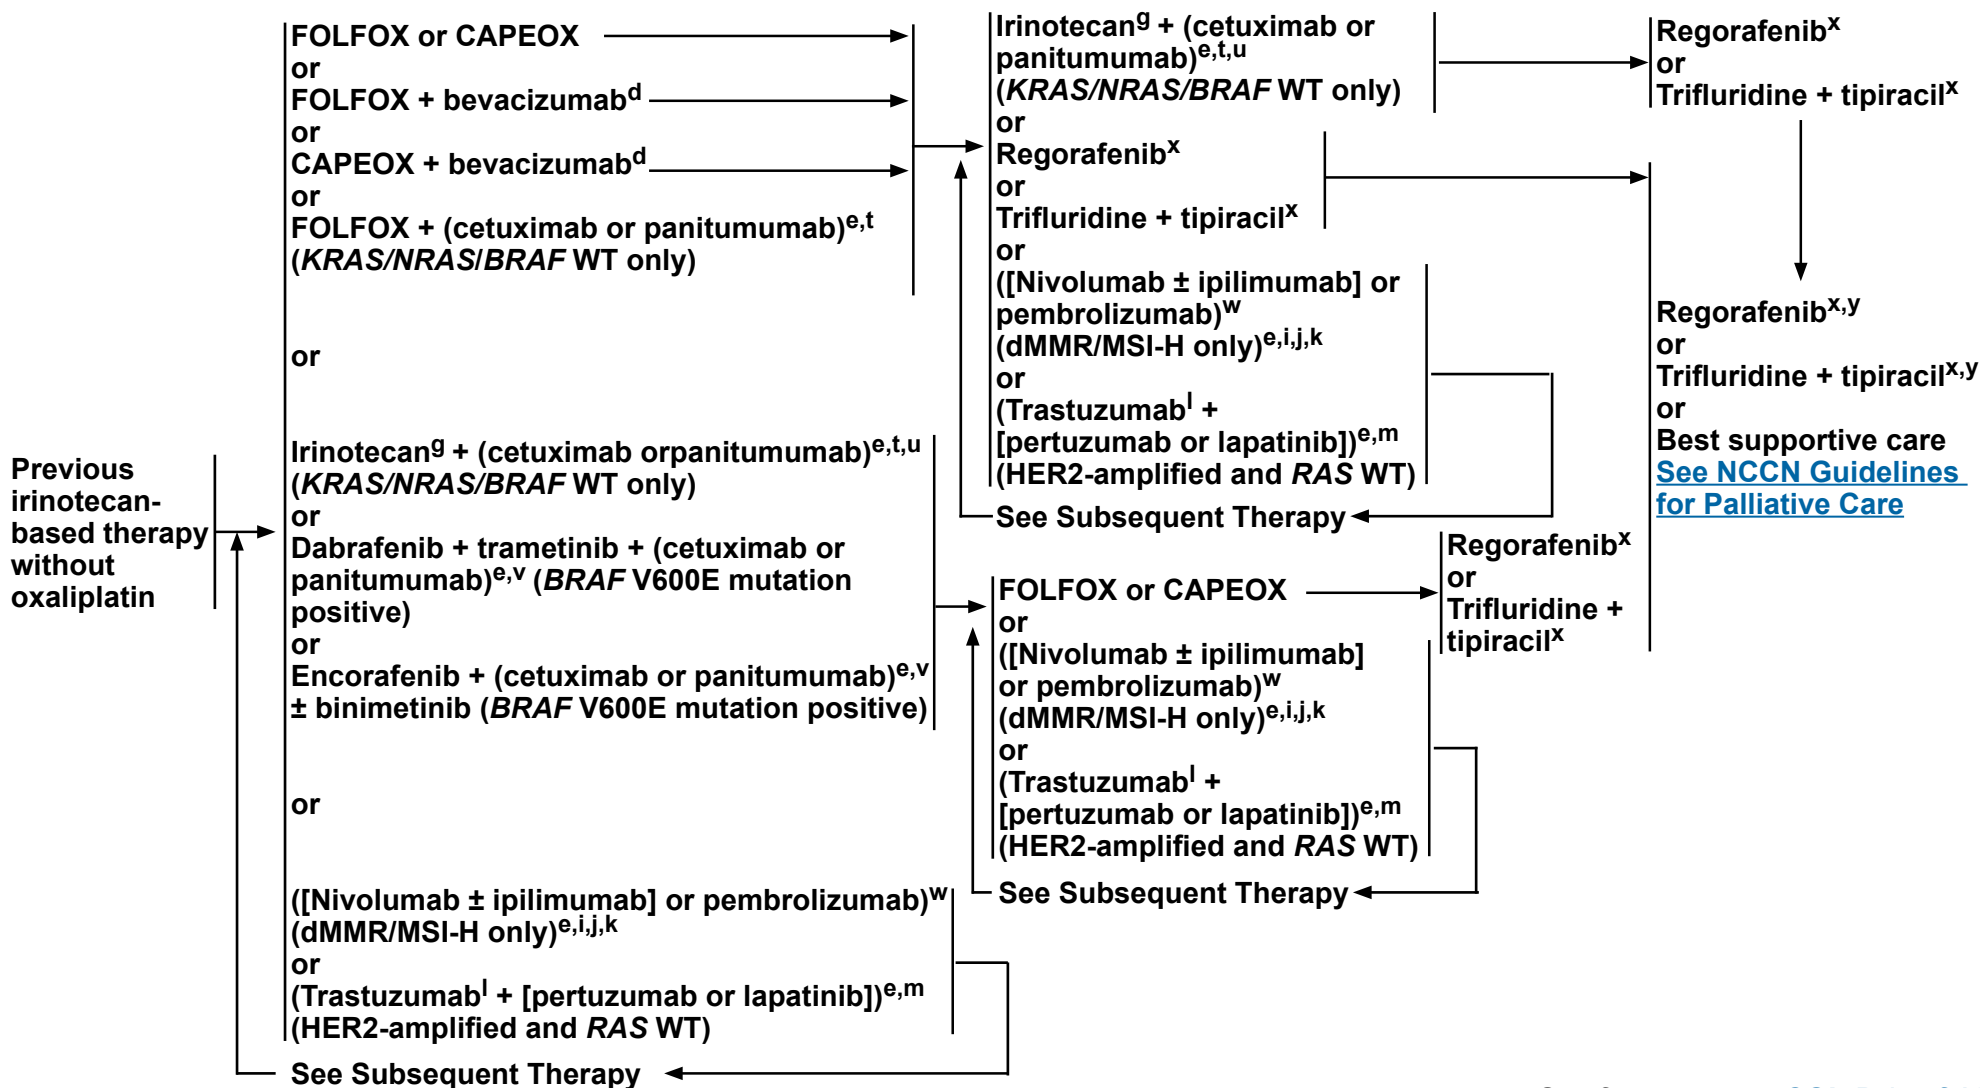 Previous
irinotecan-
based therapy
without
oxaliplatin
FOLFOX or CAPEOX
or
FOLFOX + bevacizumabd
or
CAPEOX + bevacizumabd
or
FOLFOX + (cetuximab or panitumumab)e,t
(KRAS/NRAS/BRAF WT only)
or
Irinotecang + (cetuximab orpanitumumab)e,t,u
(KRAS/NRAS/BRAF WT only)
or
Dabrafenib + trametinib + (cetuximab or
panitumumab)e,v (BRAF V600E mutation
positive)
or
Encorafenib + (cetuximab or panitumumab)e,v
± binimetinib (BRAF V600E mutation positive)
or
([Nivolumab ± ipilimumab] or pembrolizumab)w
(dMMR/MSI-H only)e,i,j,k
or
(Trastuzumabl + [pertuzumab or lapatinib])e,m
(HER2-amplified and RAS WT)
See Subsequent Therapy
Irinotecang + (cetuximab or
panitumumab)e,t,u
(KRAS/NRAS/BRAF WT only)
or
Regorafenibx
or
Trifluridine + tipiracilx
or
([Nivolumab ± ipilimumab] or
pembrolizumab)w
(dMMR/MSI-H only)e,i,j,k
or
(Trastuzumabl +
[pertuzumab or lapatinib])e,m
(HER2-amplified and RAS WT)
See Subsequent Therapy
FOLFOX or CAPEOX
or
([Nivolumab ± ipilimumab]
or pembrolizumab)w
(dMMR/MSI-H only)e,i,j,k
or
(Trastuzumabl +
[pertuzumab or lapatinib])e,m
(HER2-amplified and RAS WT)
See Subsequent Therapy
Regorafenibx
or
Trifluridine +
tipiracilx
Regorafenibx
or
Trifluridine + tipiracilx
Regorafenibx,y
or
Trifluridine + tipiracilx,y
or
Best supportive care
See NCCN Guidelines
for Palliative Care